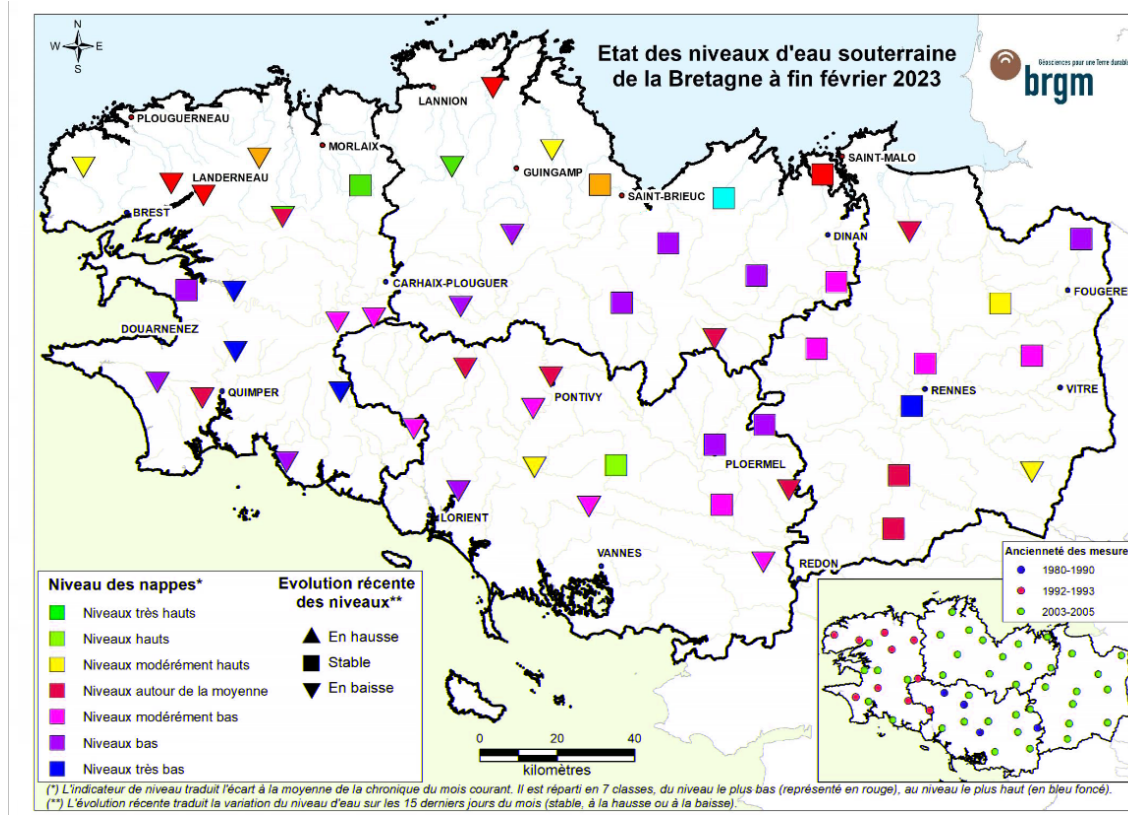 N
W E
S
Etat des niveaux d'eau souterraine
de la Bretagne à fin février 2023
Géosciences pour une Terre durable
brgm
LANNION
PLOUGUERNEAU
MORLAIX
SAINT-MALO
GUINGAMP
LANDERNEAU
SAINT-BRIEUC
BREST
DINAN
CARHAIX-PLOUGUER
FOUGERE
DOUARNENEZ
QUIMPER
PONTIVY
RENNES
VITRE
PLOERMEL
LORIENT
VANNES
REDON
Niveau des nappes*
Niveaux très hauts
Niveaux hauts
Niveaux modérément hauts
Niveaux autour de la moyenne
Niveaux modérément bas
Niveaux bas
Niveaux très bas
Evolution récente
des niveaux**
En hausse
Stable
En baisse
0 20 40
kilomètres
Ancienneté des mesure
1980-1990
1992-1993
2003-2005
(*) L'indicateur de niveau traduit l'écart à la moyenne de la chronique du mois courant. Il est réparti en 7 classes, du niveau le plus bas (représenté en rouge), au niveau le plus haut (en bleu foncé).
(**) L'évolution récente traduit la variation du niveau d'eau sur les 15 derniers jours du mois (stable, à la hausse ou à la baisse).